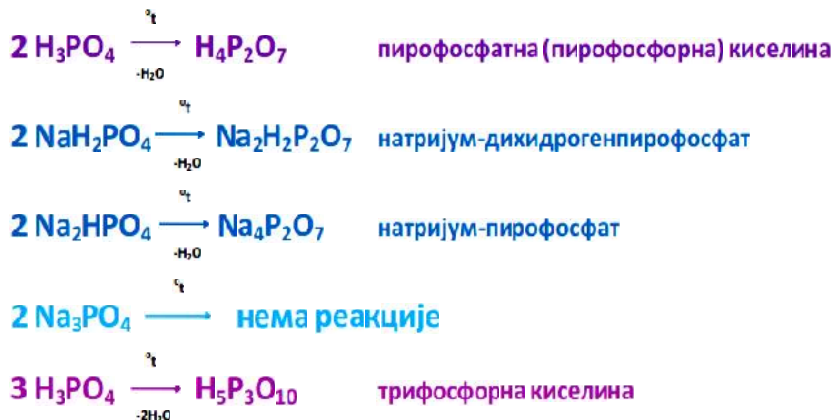 °t
2 H₃PO₄ → H₄P₂O₇ пирофосфатна (пирофосфорна) киселина
-H₂O
°t
2 NaH₂PO₄ → Na₂H₂P₂O₇ натријум-дихидрогенпирофосфат
-H₂O
°t
2 Na₂HPO₄ → Na₄P₂O₇ натријум-пирофосфат
-H₂O
°t
2 Na₃PO₄ → нема реакције
°t
3 H₃PO₄ → H₅P₃O₁₀ трифосфорна киселина
-2H₂O